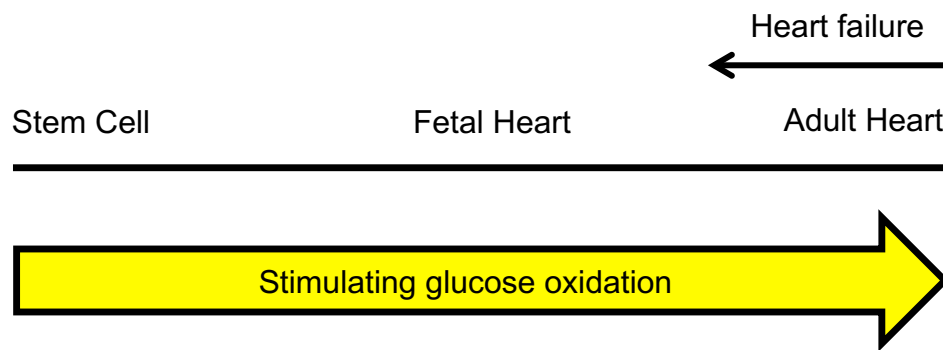 Heart failure
Stem Cell Fetal Heart Adult Heart
Stimulating glucose oxidation